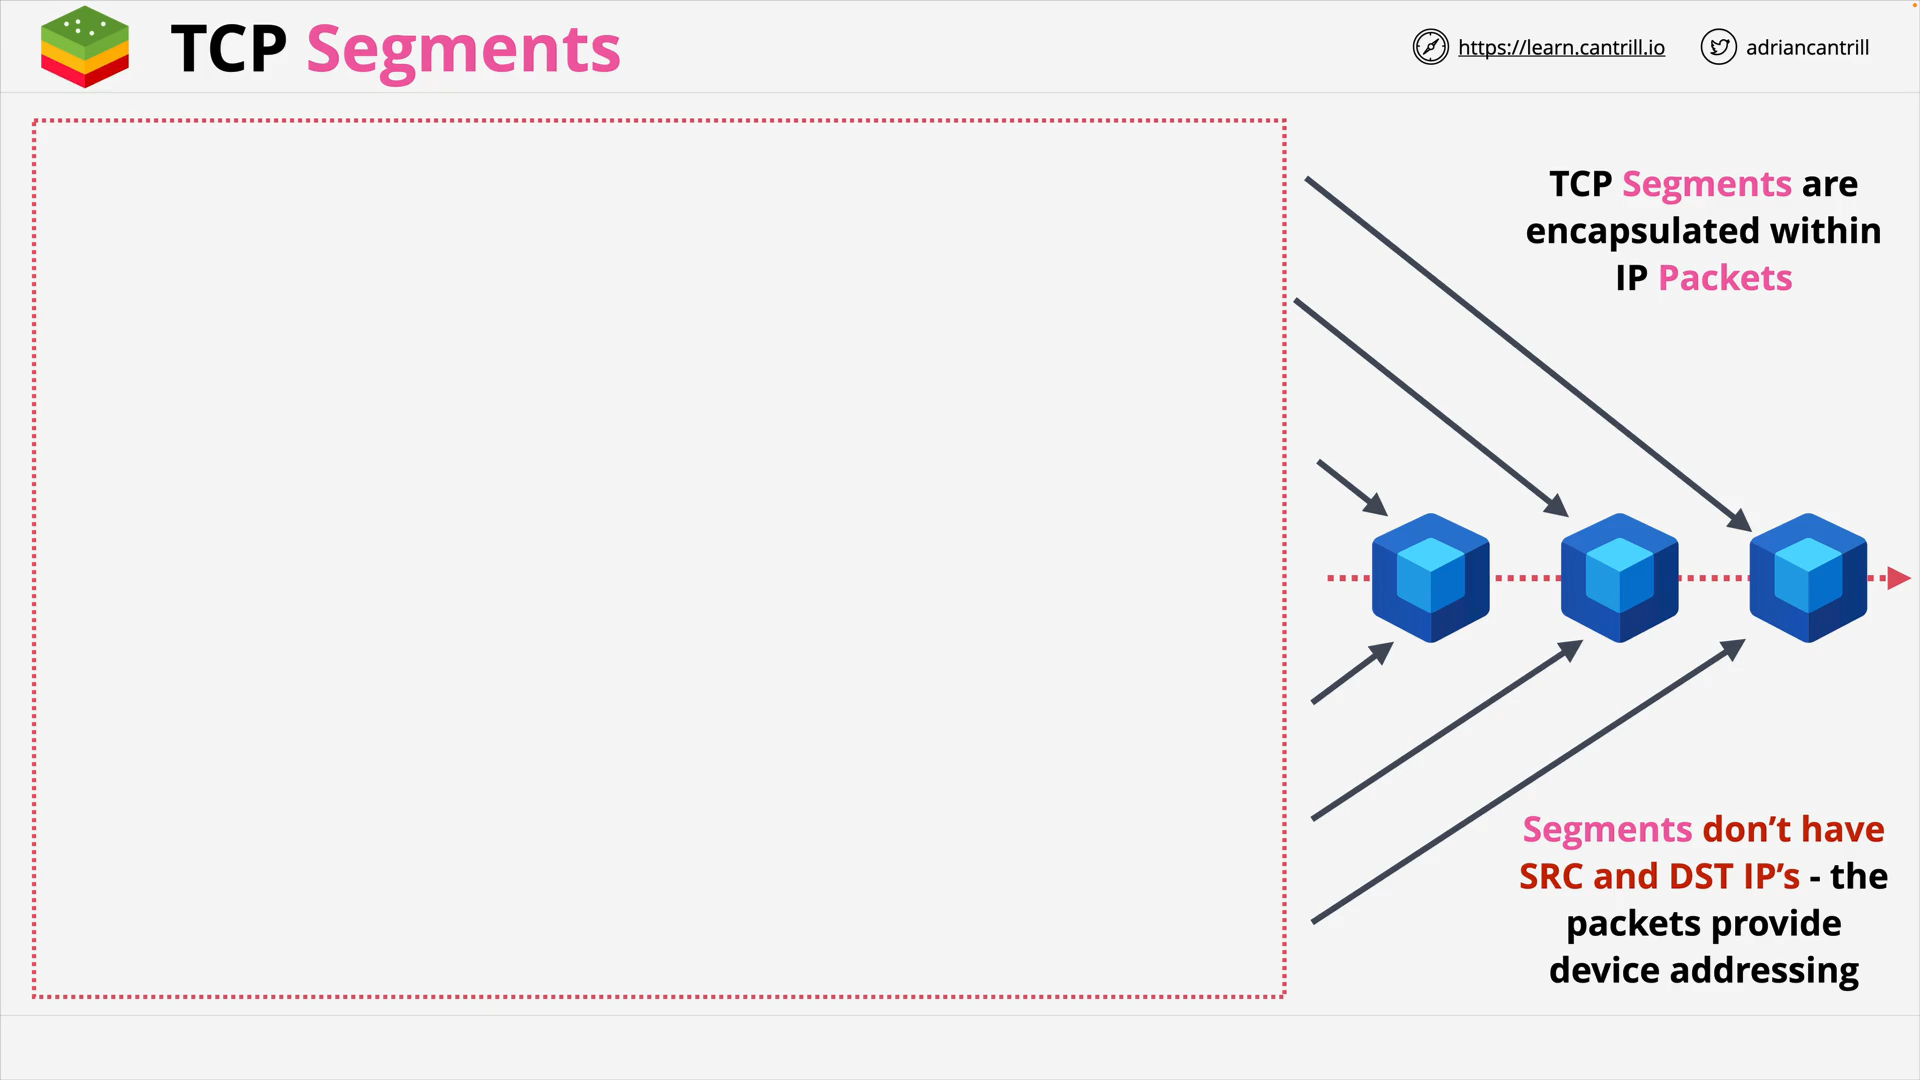 TCP Segments
https://learn.cantrill.io
adriancantrill
TCP Segments are
encapsulated within
IP Packets
Segments don’t have
SRC and DST IP’s - the
packets provide
device addressing